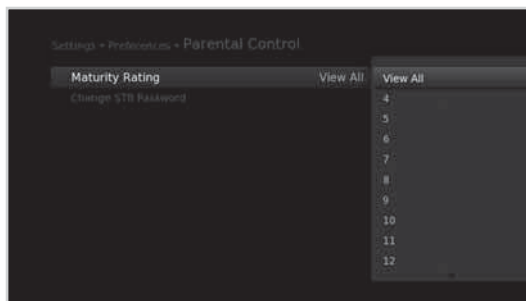 Settings • Preferences • Parental Control
Maturity Rating View All
Change STB Password
View All
4
5
6
7
8
9
10
11
12